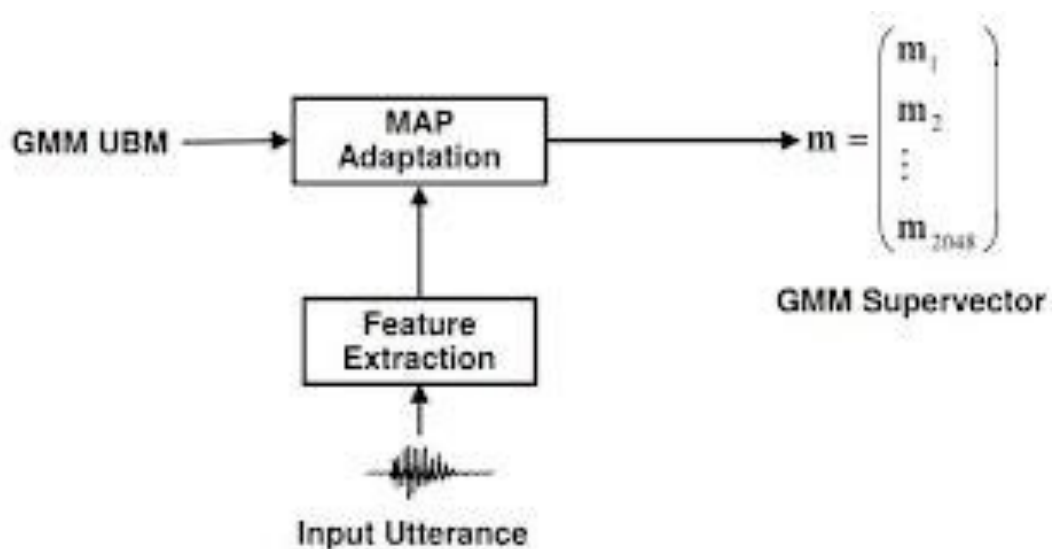 GMM UBM
MAP
Adaptation
m =
m1
m2
⋮
m2048
GMM Supervector
Feature
Extraction
Input Utterance